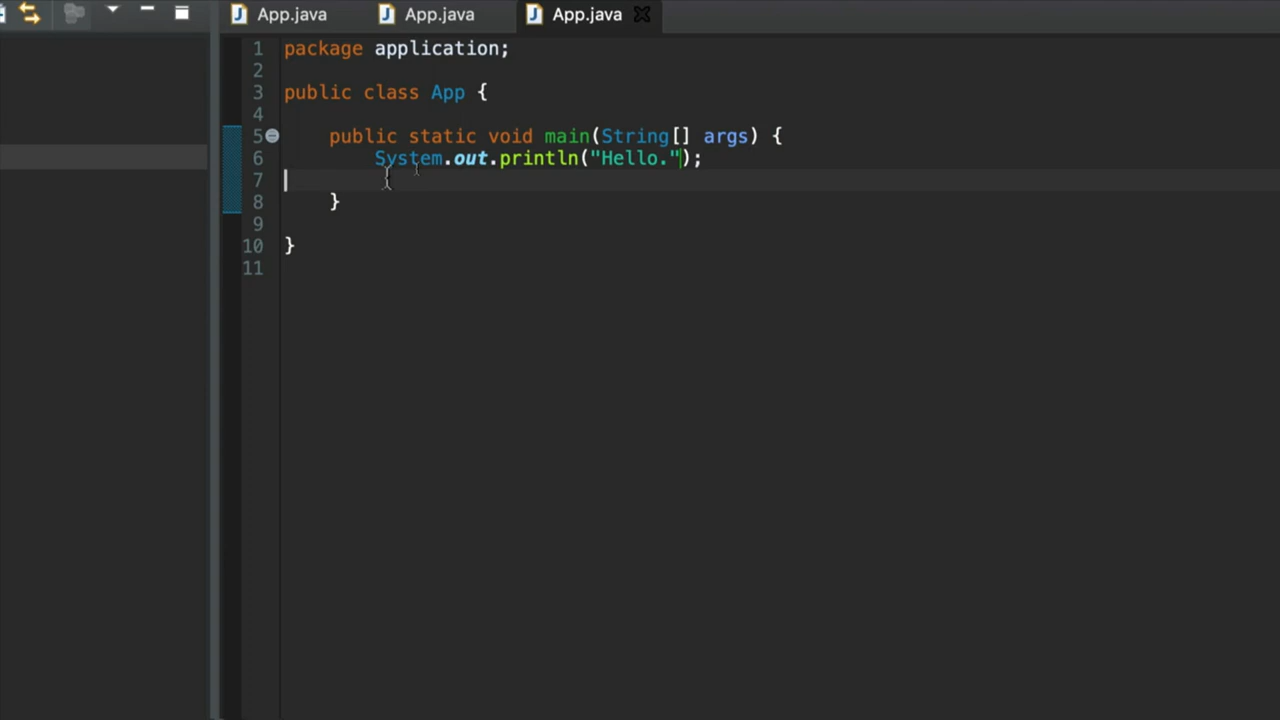 App.java App.java App.java
1 package application;
2
3 public class App {
4
5 public static void main(String[] args) {
6 System.out.println("Hello.");
7
8 }
9
10 }
11